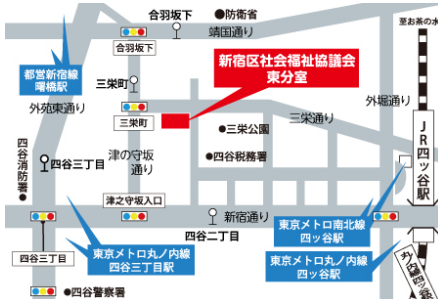 合羽坂下
●防衛省
靖国通り
至お茶の水
都営新宿線
曙橋駅
合羽坂下
新宿区社会福祉協議会
東分室
三栄町
外苑東通り
外堀通り
三栄町
●三栄公園
三栄通り
JR四ッ谷駅
四谷消防署●
四谷三丁目
津の守坂
通り
●四谷税務署
津之守坂入口
新宿通り
東京メトロ南北線
四ッ谷駅
四谷二丁目
四谷三丁目
東京メトロ丸ノ内線
四谷三丁目駅
東京メトロ丸ノ内線
四ッ谷駅
●四谷警察署
丸ノ内線
四ッ谷